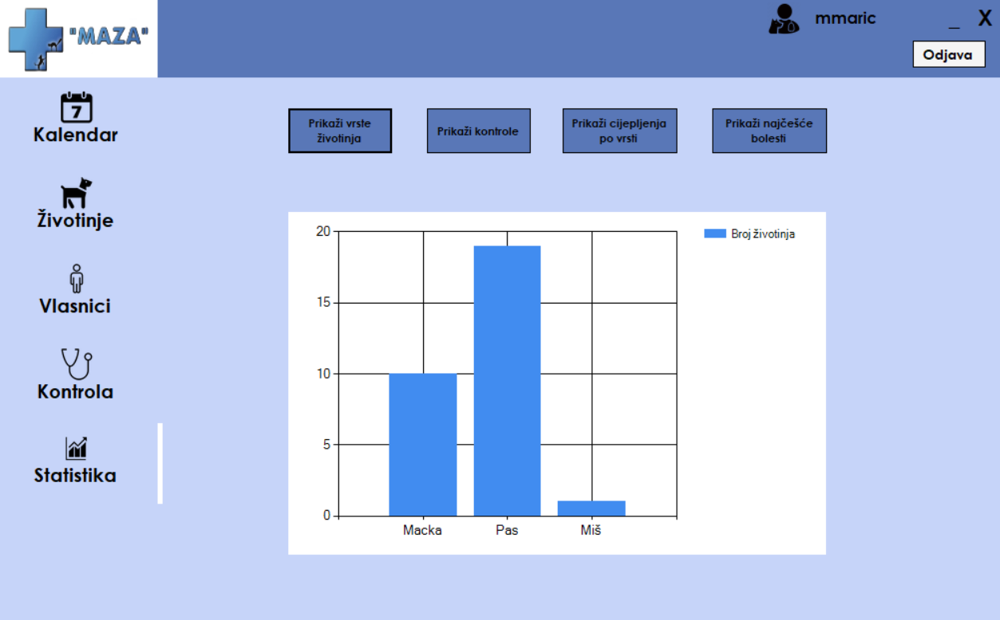 "MAZA"
mmaric
_ X
Odjava
7
Kalendar
Životinje
Vlasnici
Kontrola
Statistika
Prikaži vrste
životinja
Prikaži kontrole
Prikaži cijepljenja
po vrsti
Prikaži najčešće
bolesti
Broj životinja
20
15
10
5
0
Macka Pas Miš